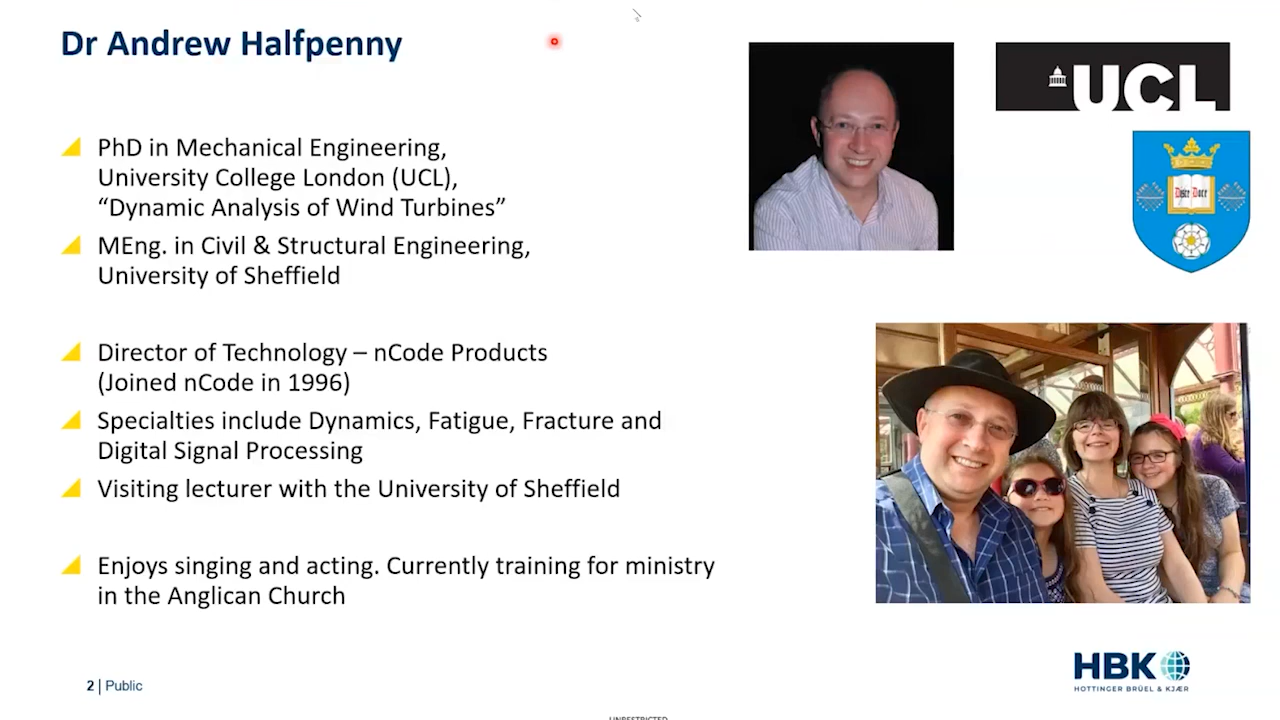 Dr Andrew Halfpenny
PhD in Mechanical Engineering,
University College London (UCL),
“Dynamic Analysis of Wind Turbines”
MEng. in Civil & Structural Engineering,
University of Sheffield
Director of Technology – nCode Products
(Joined nCode in 1996)
Specialties include Dynamics, Fatigue, Fracture and
Digital Signal Processing
Visiting lecturer with the University of Sheffield
Enjoys singing and acting. Currently training for ministry
in the Anglican Church
UCL
Disce Doce
HBK
HOTTINGER BRÜEL & KJÆR
2 | Public
UNRESTRICTED